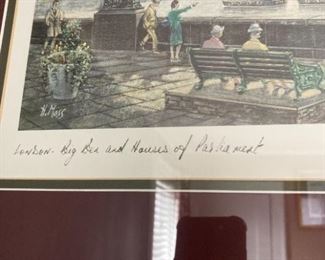 H. Moss
LONDON - Big Ben and Houses of Parliament